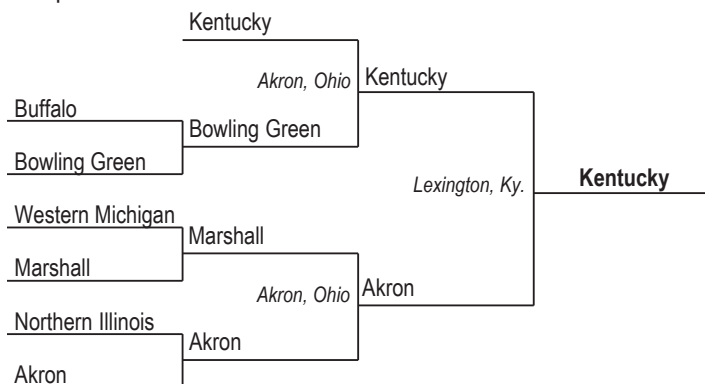 Kentucky
Akron, Ohio
Kentucky
Buffalo
Bowling Green
Bowling Green
Lexington, Ky.
Kentucky
Western Michigan
Marshall
Marshall
Akron, Ohio
Akron
Northern Illinois
Akron
Akron